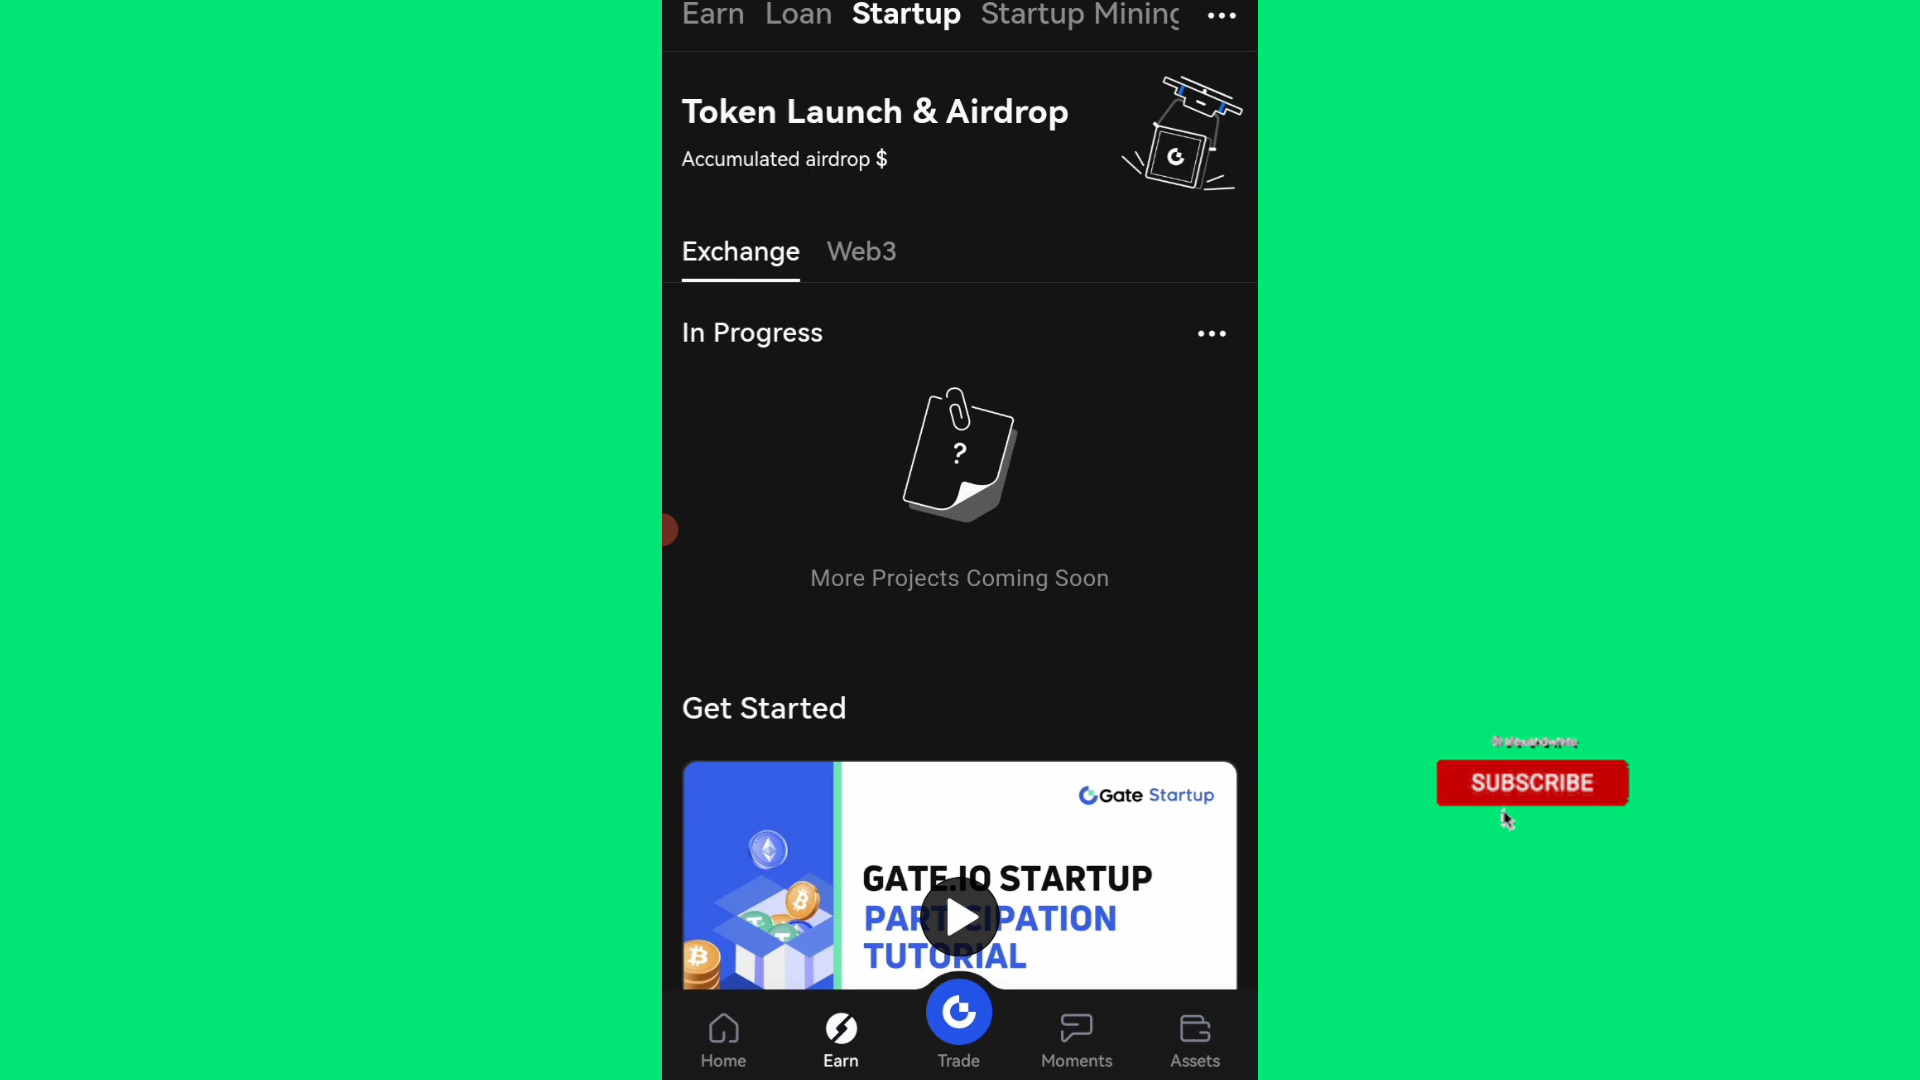 Earn Loan Startup Startup Mining
Token Launch & Airdrop
Accumulated airdrop $
Exchange Web3
In Progress
?
More Projects Coming Soon
Get Started
Gate Startup
GATE.IO STARTUP
PARTICIPATION
TUTORIAL
SUBSCRIBE
Home Earn Trade Moments Assets